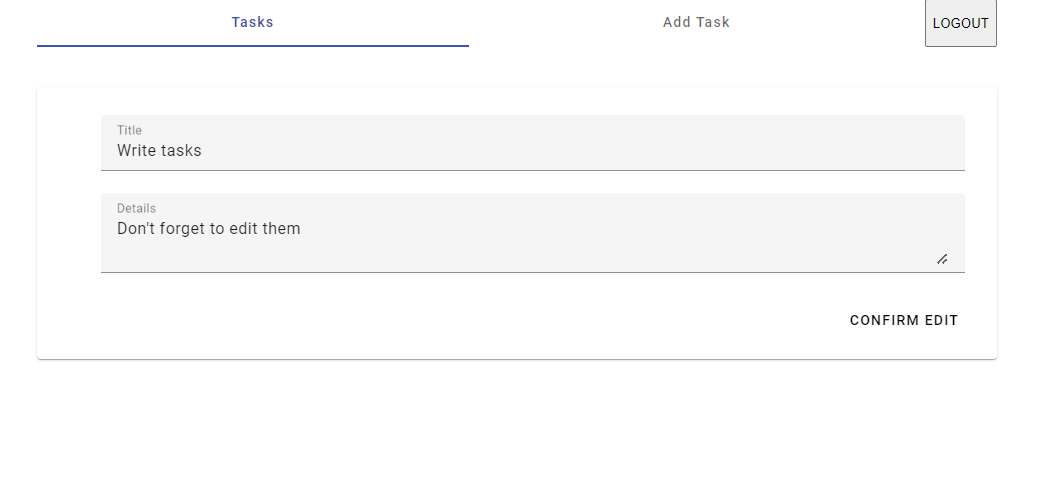 Tasks
Add Task
LOGOUT
Title
Write tasks
Details
Don't forget to edit them
CONFIRM EDIT